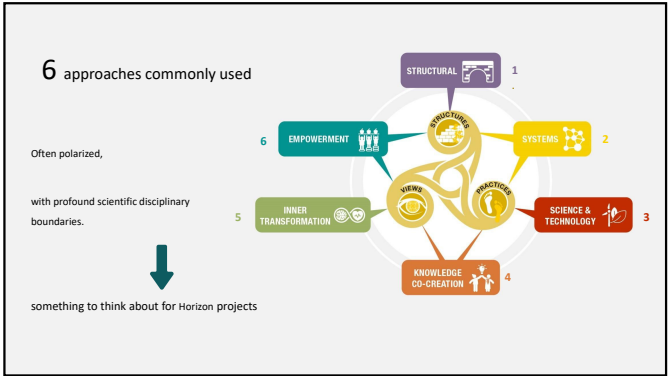 6 approaches commonly used
Often polarized,
with profound scientific disciplinary
boundaries.
something to think about for Horizon projects
STRUCTURAL
1
.
6
EMPOWERMENT
STRUCTURES
SYSTEMS
2
5
INNER
TRANSFORMATION
VIEWS
PRACTICES
SCIENCE &
TECHNOLOGY
3
KNOWLEDGE
CO-CREATION
4